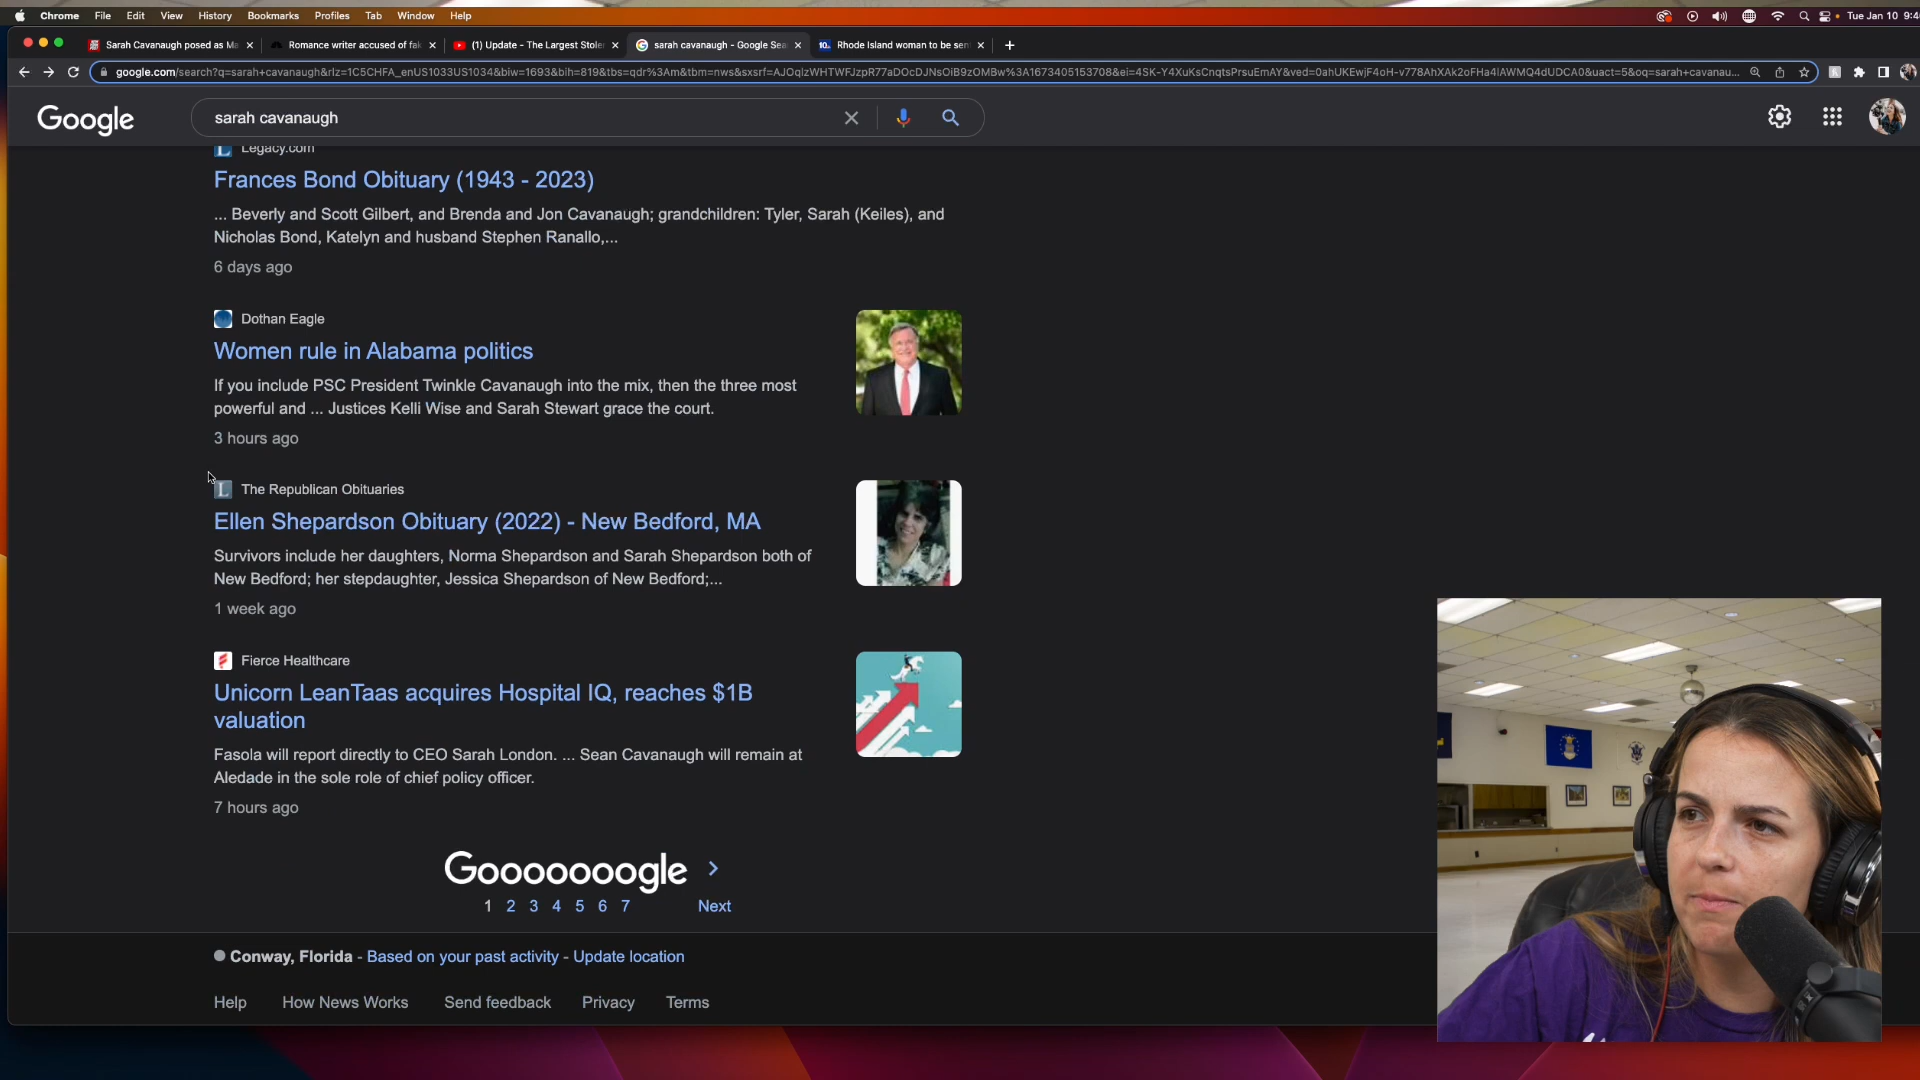 Chrome File Edit View History Bookmarks Profiles Tab Window Help
Tue Jan 10 9:4
Sarah Cavanaugh posed as Ma
Romance writer accused of fak
(1) Update - The Largest Stole
sarah cavanaugh - Google Sea
Rhode Island woman to be sen
Google
sarah cavanaugh
Legacy.com
Frances Bond Obituary (1943 - 2023)
... Beverly and Scott Gilbert, and Brenda and Jon Cavanaugh; grandchildren: Tyler, Sarah (Keiles), and
Nicholas Bond, Katelyn and husband Stephen Ranallo,...
6 days ago
Dothan Eagle
Women rule in Alabama politics
If you include PSC President Twinkle Cavanaugh into the mix, then the three most
powerful and ... Justices Kelli Wise and Sarah Stewart grace the court.
3 hours ago
The Republican Obituaries
Ellen Shepardson Obituary (2022) - New Bedford, MA
Survivors include her daughters, Norma Shepardson and Sarah Shepardson both of
New Bedford; her stepdaughter, Jessica Shepardson of New Bedford;...
1 week ago
Fierce Healthcare
Unicorn LeanTaas acquires Hospital IQ, reaches $1B
valuation
Fasola will report directly to CEO Sarah London. ... Sean Cavanaugh will remain at
Aledade in the sole role of chief policy officer.
7 hours ago
Gooooooogle >
1 2 3 4 5 6 7 Next
Conway, Florida - Based on your past activity - Update location
Help How News Works Send feedback Privacy Terms